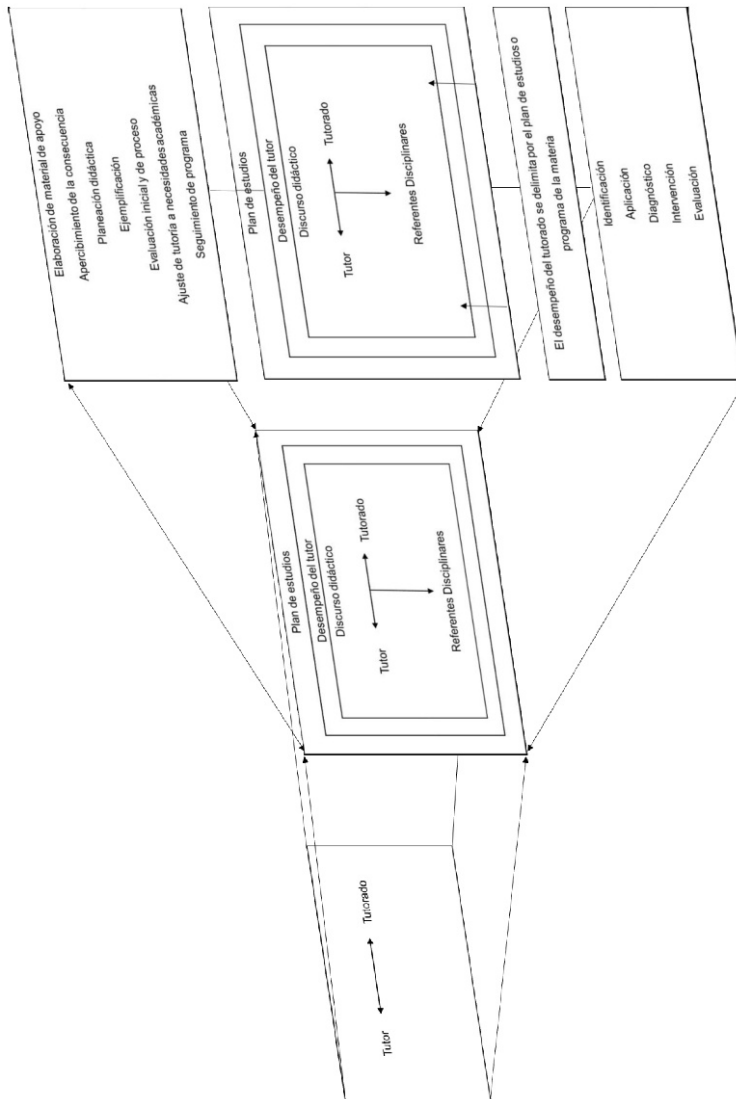 Elaboración de material de apoyo
Apercibimiento de la consecuencia
Planeación didáctica
Ejemplificación
Evaluación inicial y de proceso
Ajuste de tutoría a necesidades académicas
Seguimiento de programa
Plan de estudios
Desempeño del tutor
Discurso didáctico
Tutor
Tutorado
Referentes Disciplinares
El desempeño del tutorado se delimita por el plan de estudios o
programa de la materia
Identificación
Aplicación
Diagnóstico
Intervención
Evaluación
Plan de estudios
Desempeño del tutor
Discurso didáctico
Tutor
Tutorado
Referentes Disciplinares
Tutor
Tutorado